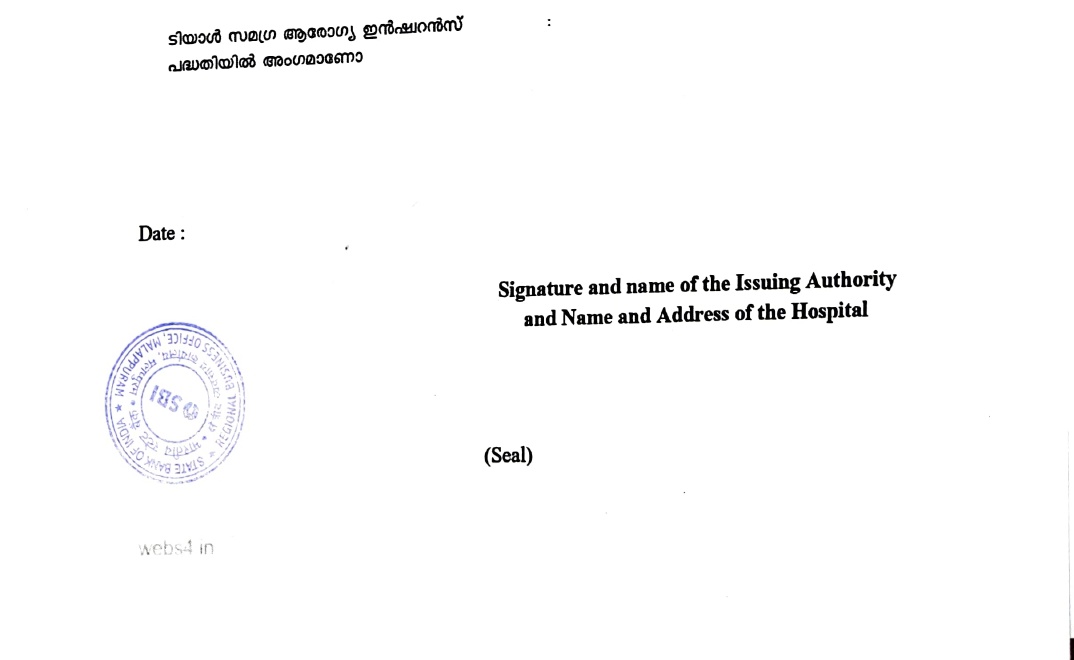 ടിയാൾ സമഗ്ര ആരോഗ്യ ഇൻഷ്വറൻസ് :
പദ്ധതിയിൽ അംഗമാണോ
Date :
Signature and name of the Issuing Authority
and Name and Address of the Hospital
STATE BANK OF INDIA ★ REGIONAL BUSINESS OFFICE, MALAPPURAM ★
भारतीय स्टेट बैंक
SBI
(Seal)
webs4 in